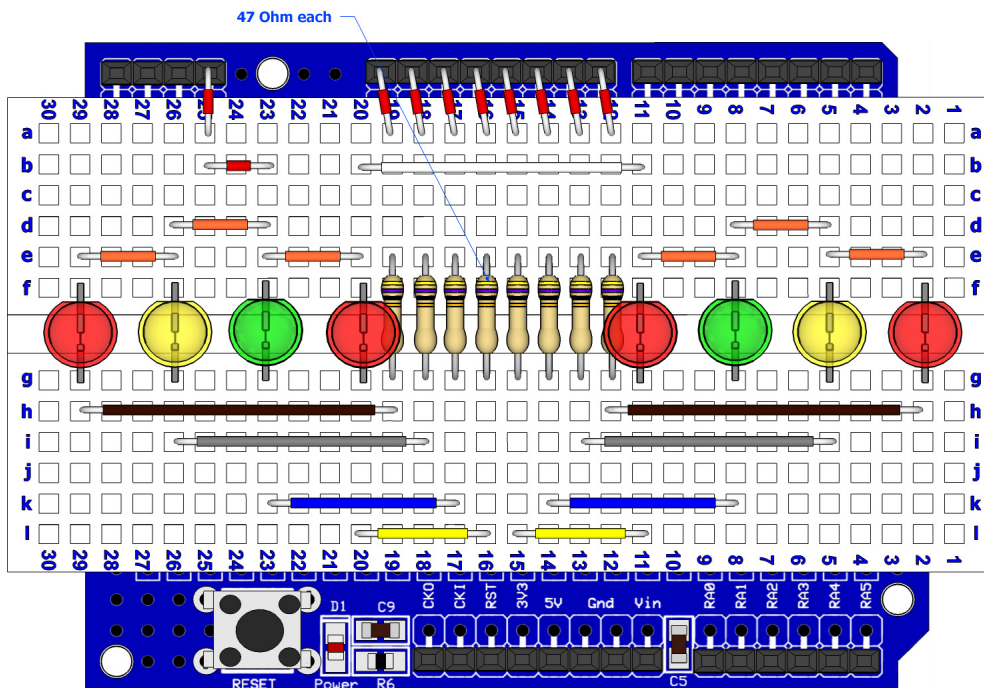 47 Ohm each
30 29 28 27 26 25 24 23 22 21 20 19 18 17 16 15 14 13 12 11 10 9 8 7 6 5 4 3 2 1
a a
b b
c c
d d
e e
f f
g g
h h
i i
j j
k k
l l
30 29 28 27 26 25 24 23 22 21 20 19 18 17 16 15 14 13 12 11 10 9 8 7 6 5 4 3 2 1
CKO CKI RST 3V3 5V Gnd Vin RA0 RA1 RA2 RA3 RA4 RA5
D1 C9
RESET Power R6 C5